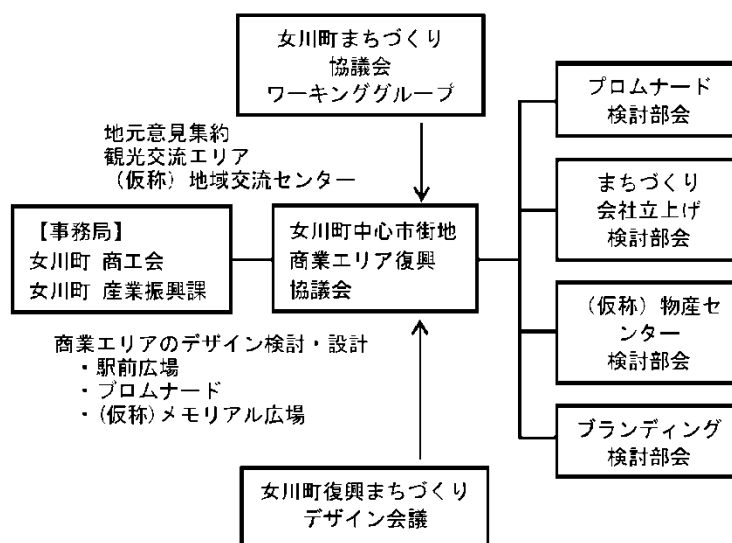 女川町まちづくり
協議会
ワーキンググループ
地元意見集約
観光交流エリア
(仮称)地域交流センター
【事務局】
女川町 商工会
女川町 産業振興課
女川町中心市街地
商業エリア復興
協議会
プロムナード
検討部会
まちづくり
会社立上げ
検討部会
(仮称)物産セ
ンター
検討部会
ブランディング
検討部会
商業エリアのデザイン検討・設計
・駅前広場
・プロムナード
・(仮称)メモリアル広場
女川町復興まちづくり
デザイン会議